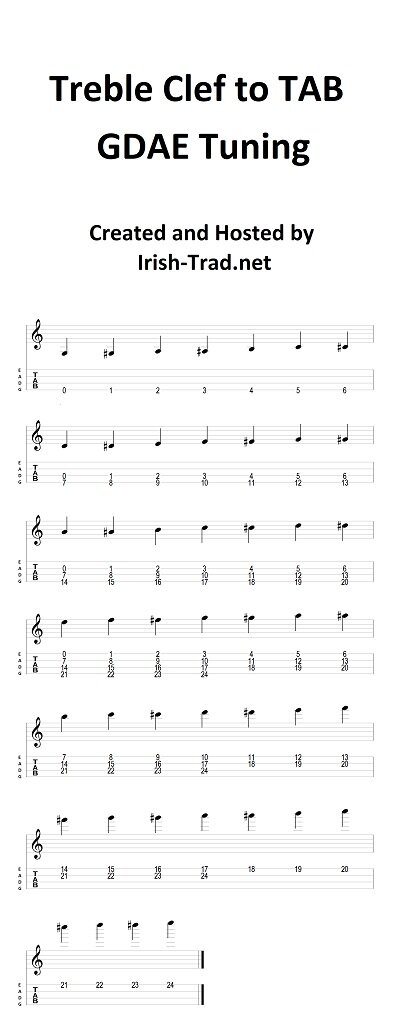 Treble Clef to TAB
GDAE Tuning
Created and Hosted by
Irish-Trad.net
E
A
D
G
TAB
0 1 2 3 4 5 6
E
A
D
G
TAB
0 1 2 3 4 5 6
7 8 9 10 11 12 13
E
A
D
G
TAB
0 1 2 3 4 5 6
7 8 9 10 11 12 13
14 15 16 17 18 19 20
E
A
D
G
TAB
0 1 2 3 4 5 6
7 8 9 10 11 12 13
14 15 16 17 18 19 20
21 22 23 24
E
A
D
G
TAB
7 8 9 10 11 12 13
14 15 16 17 18 19 20
21 22 23 24
E
A
D
G
TAB
14 15 16 17 18 19 20
21 22 23 24
E
A
D
G
TAB
21 22 23 24